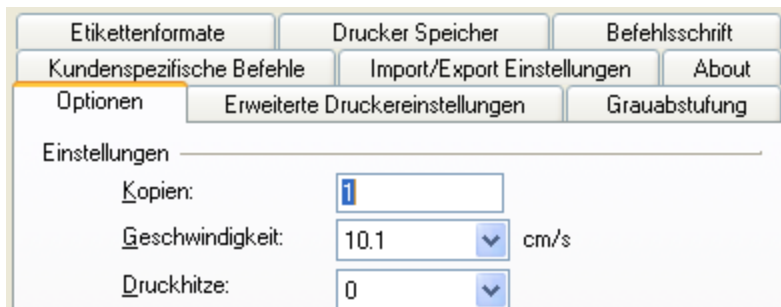 Etikettenformate Drucker Speicher Befehlsschrift
Kundenspezifische Befehle Import/Export Einstellungen About
Optionen Erweiterte Druckereinstellungen Grauabstufung
Einstellungen
Kopien: 1
Geschwindigkeit: 10.1 cm/s
Druckhitze: 0